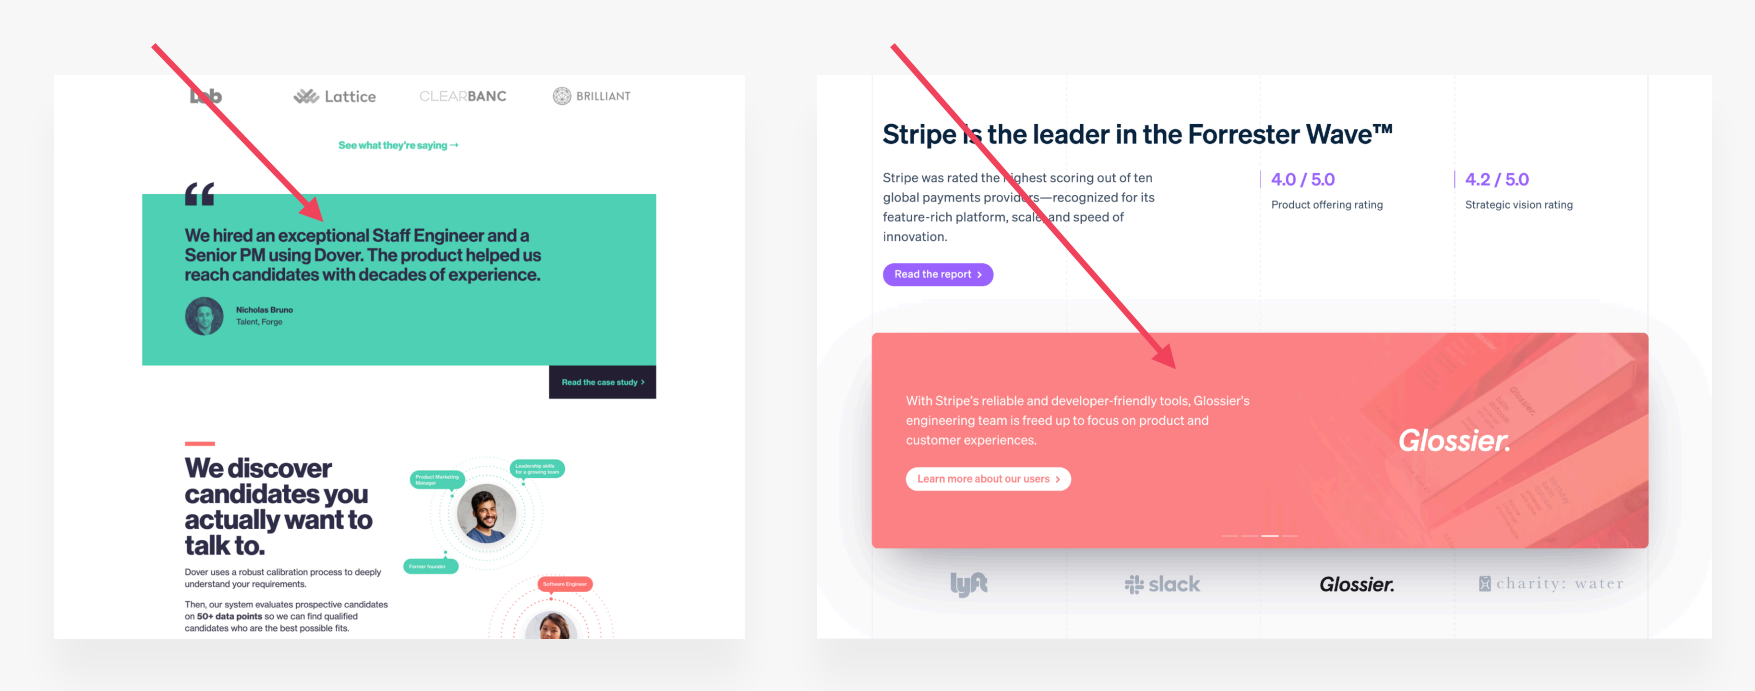 Lob
Lattice
CLEARBANC
BRILLIANT
See what they're saying →
“
We hired an exceptional Staff Engineer and a
Senior PM using Dover. The product helped us
reach candidates with decades of experience.
Nicholas Bruno
Talent, Forge
Read the case study >
We discover
candidates you
actually want to
talk to.
Dover uses a robust calibration process to deeply
understand your requirements.
Then, our system evaluates prospective candidates
on 50+ data points so we can find qualified
candidates who are the best possible fits.
Product Marketing
Manager
Leadership skills
for a growing team
Former founder
Software Engineer
Stripe is the leader in the Forrester Wave™
Stripe was rated the highest scoring out of ten
global payments providers—recognized for its
feature-rich platform, scale, and speed of
innovation.
Read the report >
4.0 / 5.0
Product offering rating
4.2 / 5.0
Strategic vision rating
With Stripe's reliable and developer-friendly tools, Glossier's
engineering team is freed up to focus on product and
customer experiences.
Learn more about our users >
Glossier.
Glossier.
lyft
slack
Glossier.
charity: water